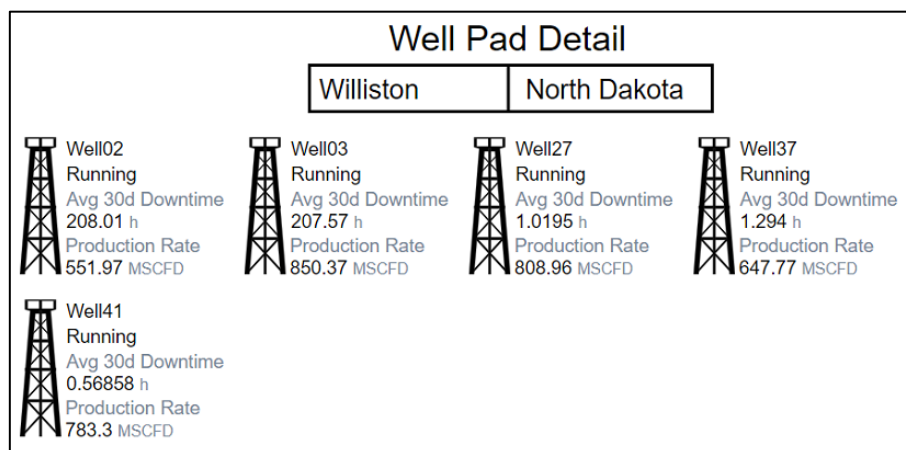 Well Pad Detail
Williston
North Dakota
Well02
Running
Avg 30d Downtime
208.01 h
Production Rate
551.97 MSCFD
Well03
Running
Avg 30d Downtime
207.57 h
Production Rate
850.37 MSCFD
Well27
Running
Avg 30d Downtime
1.0195 h
Production Rate
808.96 MSCFD
Well37
Running
Avg 30d Downtime
1.294 h
Production Rate
647.77 MSCFD
Well41
Running
Avg 30d Downtime
0.56858 h
Production Rate
783.3 MSCFD